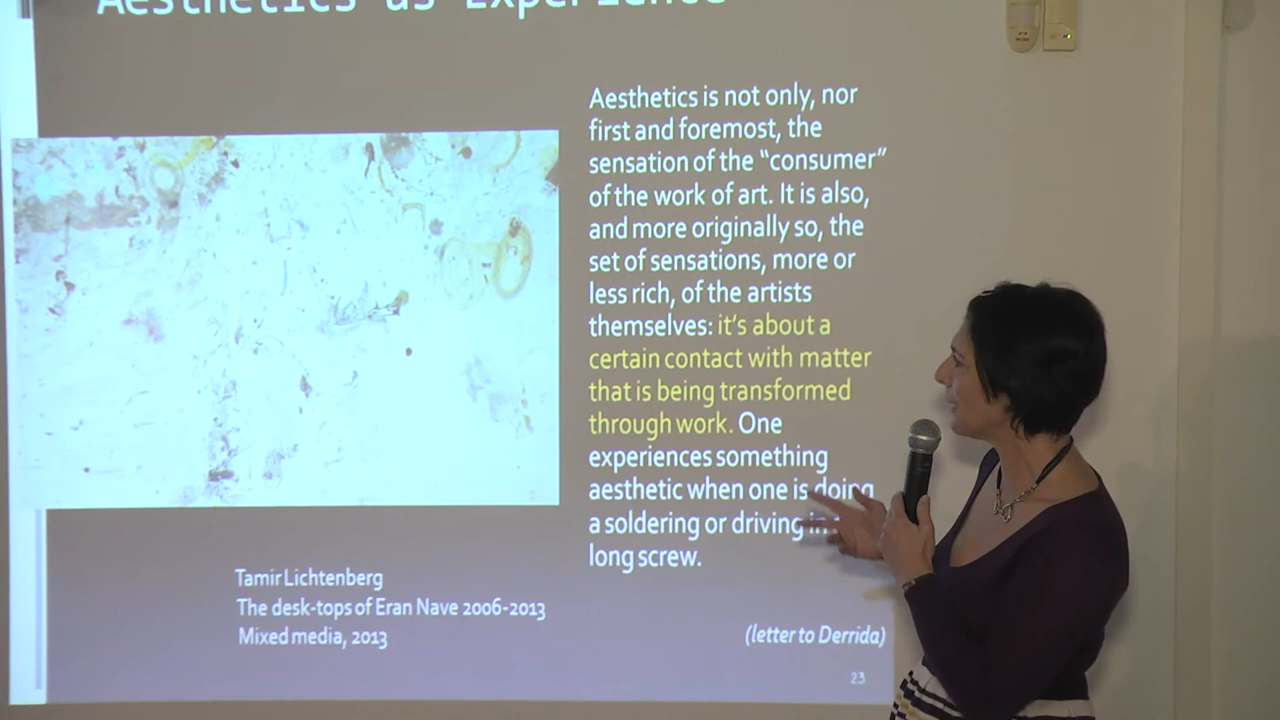 Aesthetics as Experience
Aesthetics is not only, nor
first and foremost, the
sensation of the “consumer”
of the work of art. It is also,
and more originally so, the
set of sensations, more or
less rich, of the artists
themselves: it’s about a
certain contact with matter
that is being transformed
through work. One
experiences something
aesthetic when one is doing
a soldering or driving in
long screw.
Tamir Lichtenberg
The desk-tops of Eran Nave 2006-2013
Mixed media, 2013
(letter to Derrida)
23